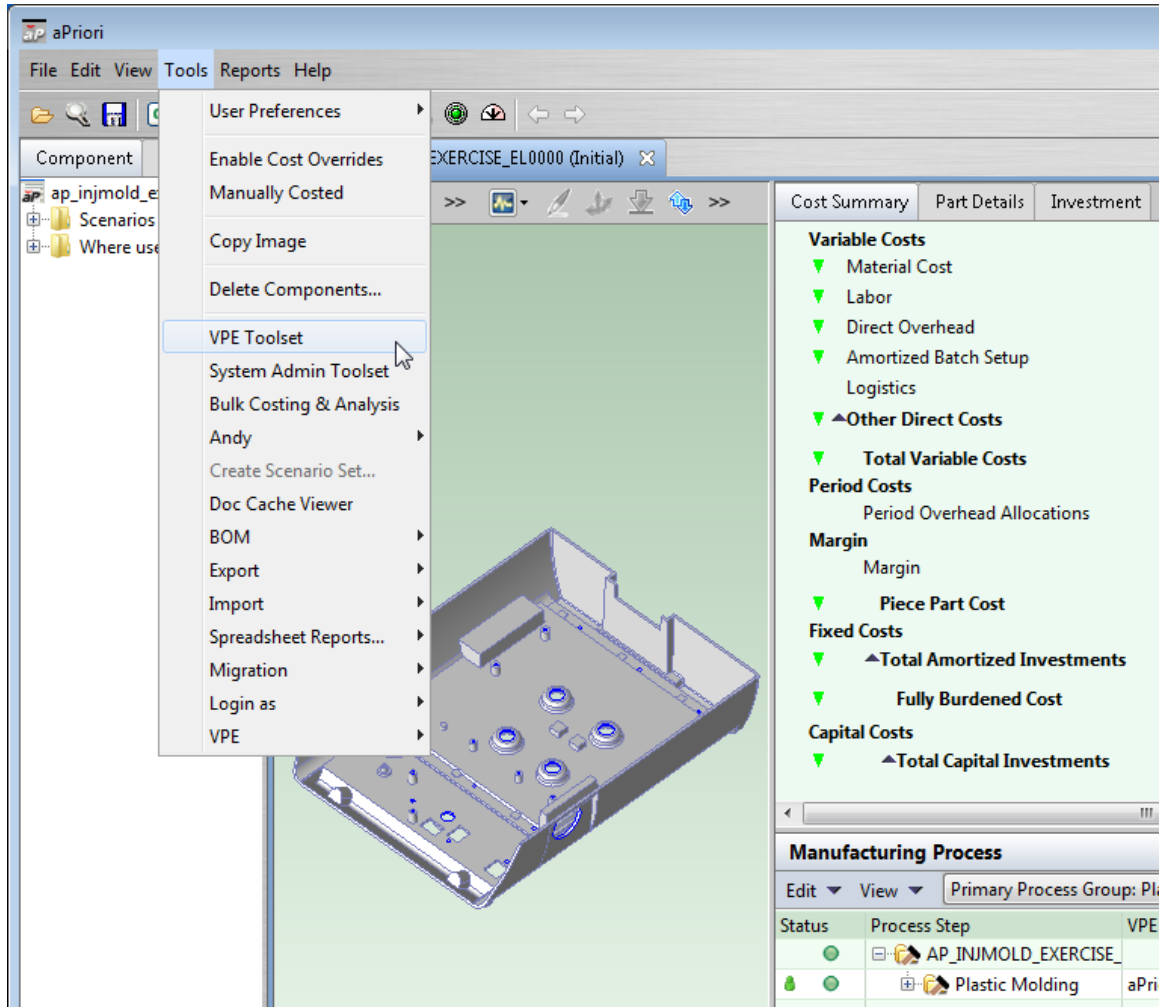 aP aPriori
File Edit View Tools Reports Help
Component
EXERCISE_EL0000 (Initial)
ap_injmold_e
Scenarios
Where use
User Preferences
Enable Cost Overrides
Manually Costed
Copy Image
Delete Components...
VPE Toolset
System Admin Toolset
Bulk Costing & Analysis
Andy
Create Scenario Set...
Doc Cache Viewer
BOM
Export
Import
Spreadsheet Reports...
Migration
Login as
VPE
>>
>>
Cost Summary Part Details Investment
Variable Costs
Material Cost
Labor
Direct Overhead
Amortized Batch Setup
Logistics
Other Direct Costs
Total Variable Costs
Period Costs
Period Overhead Allocations
Margin
Margin
Piece Part Cost
Fixed Costs
Total Amortized Investments
Fully Burdened Cost
Capital Costs
Total Capital Investments
Manufacturing Process
Edit View Primary Process Group: Pla
Status Process Step VPE
AP_INJMOLD_EXERCISE_
Plastic Molding aPri